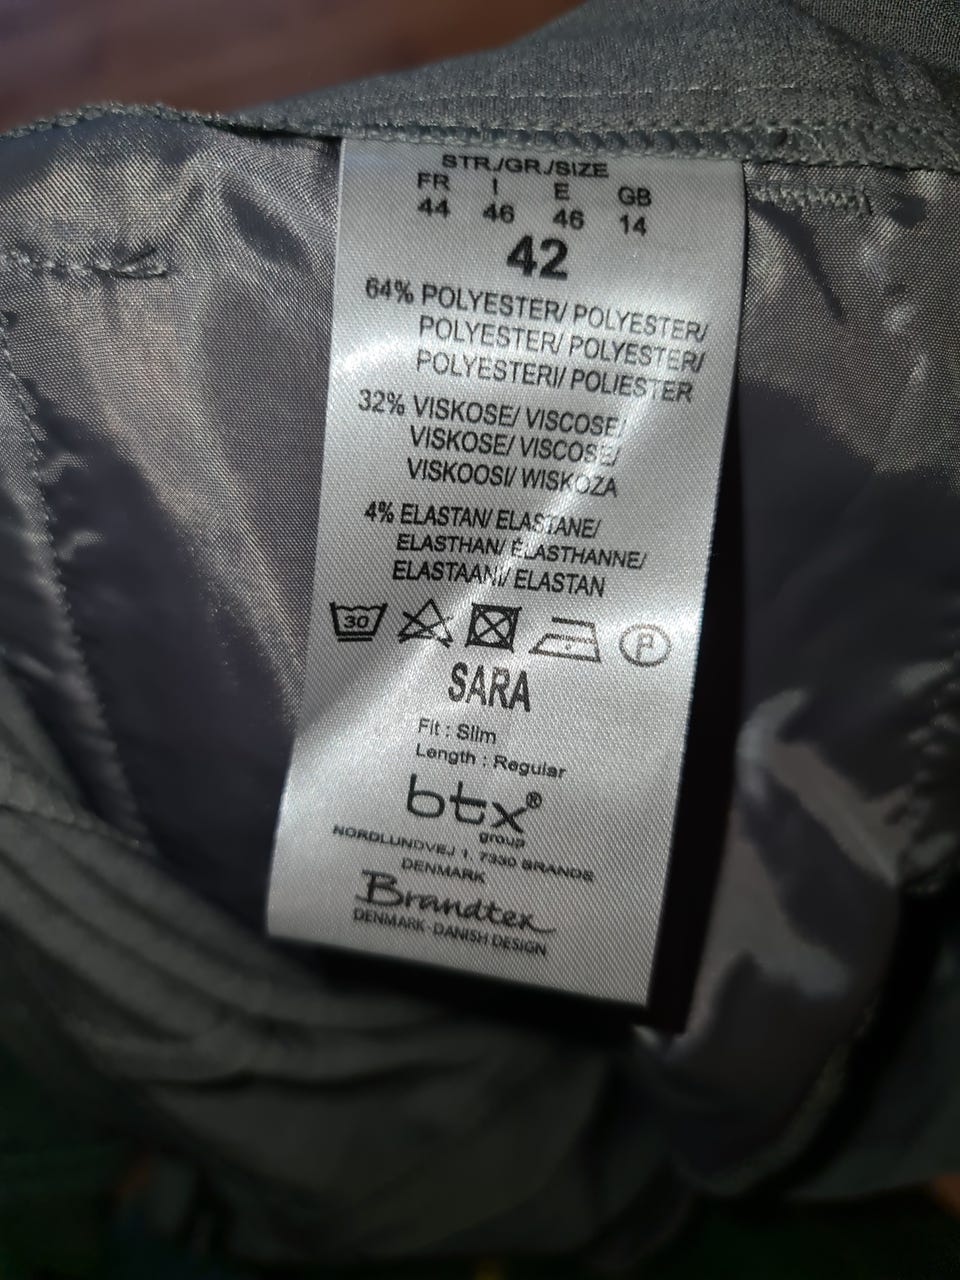 STR./GR./SIZE
FR I E GB
44 46 46 14
42
64% POLYESTER/ POLYESTER/
POLYESTER/ POLYESTER/
POLYESTERI/ POLIESTER
32% VISKOSE/ VISCOSE/
VISKOSE/ VISCOSE/
VISKOOSI/ WISKOZA
4% ELASTAN/ ELASTANE/
ELASTHAN/ ELASTHANNE/
ELASTAANI/ ELASTAN
30 P
SARA
Fit : Slim
Length : Regular
btx®
group
NORDLUNDVEJ 1, 7330 BRANDE
DENMARK
Brandtex
DENMARK - DANISH DESIGN